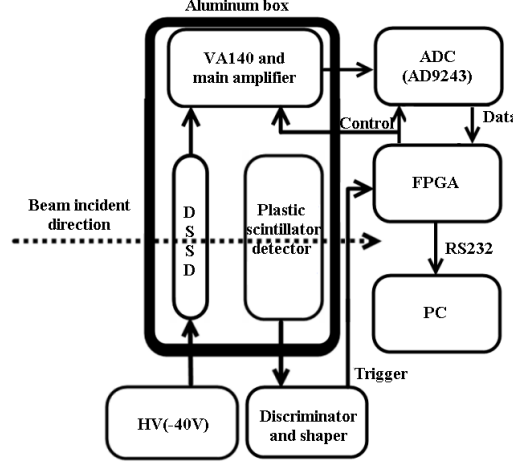 Aluminum box
VA140 and
main amplifier
ADC
(AD9243)
Control
Data
FPGA
Beam incident
direction
D
S
S
D
Plastic
scintillator
detector
RS232
PC
Trigger
HV(-40V)
Discriminator
and shaper